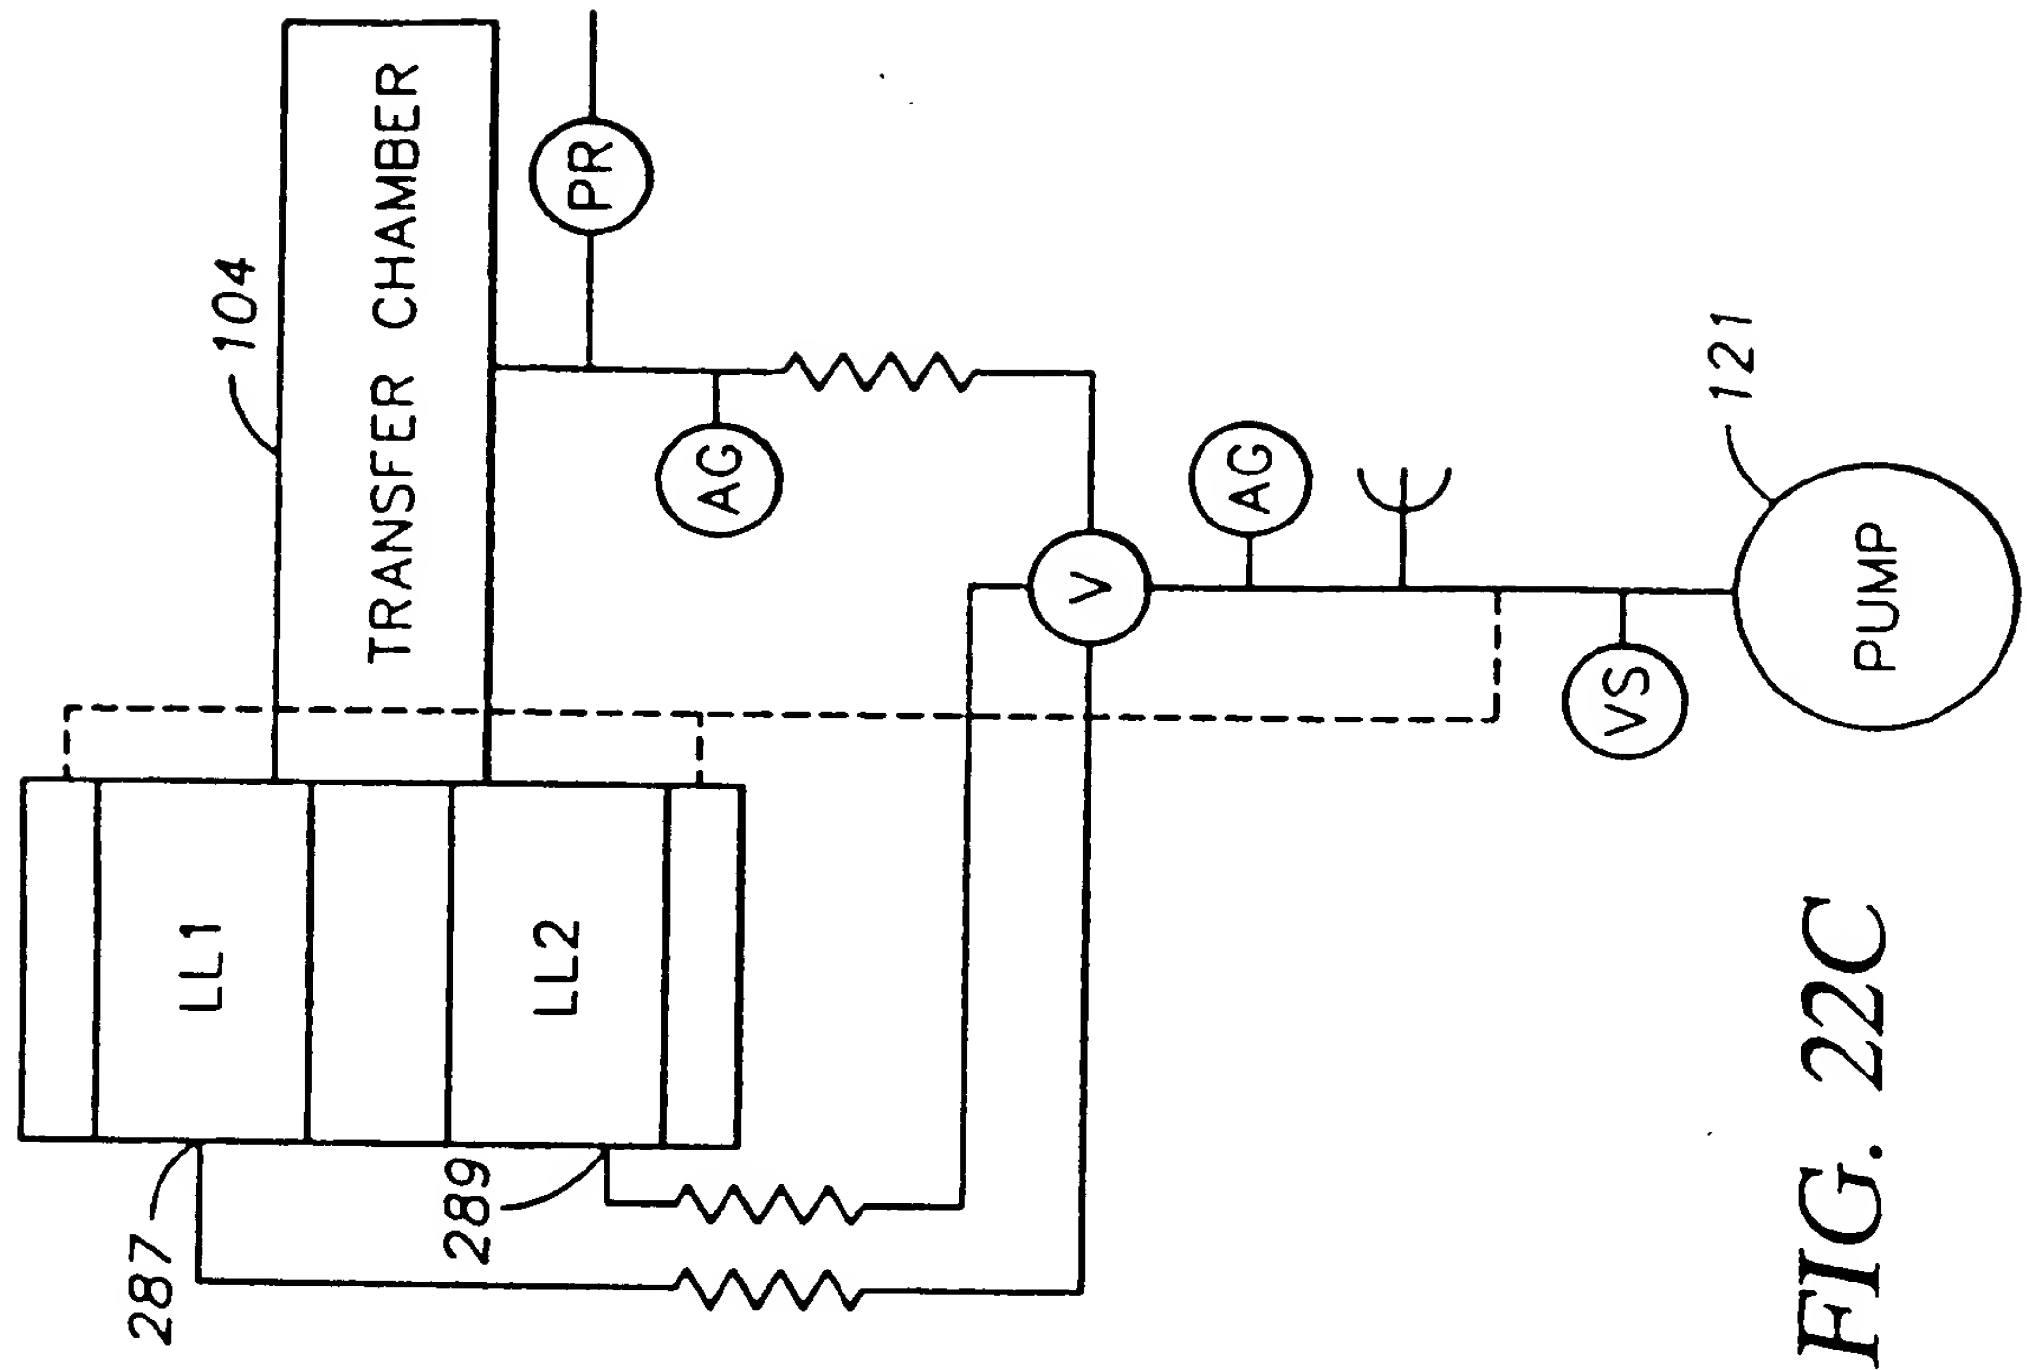 104
TRANSFER CHAMBER
PR
AG
LL1
LL2
287
289
V
AG
VS
PUMP
121
FIG. 22C